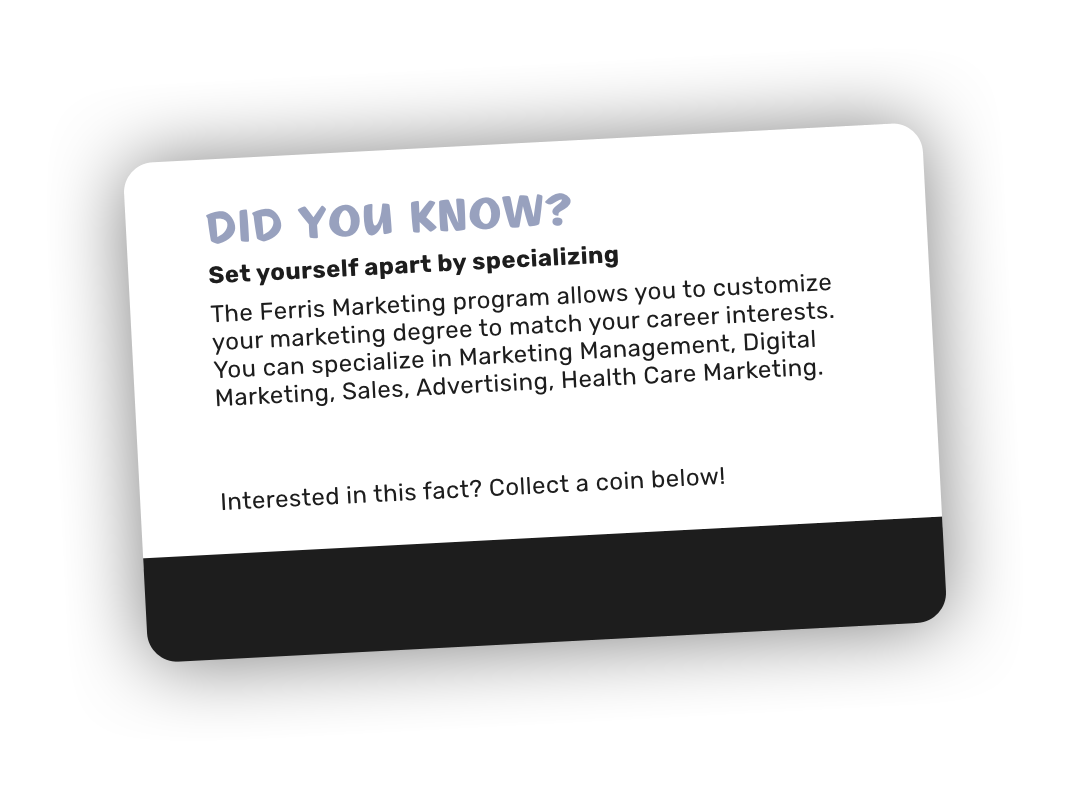 DID YOU KNOW?
Set yourself apart by specializing
The Ferris Marketing program allows you to customize
your marketing degree to match your career interests.
You can specialize in Marketing Management, Digital
Marketing, Sales, Advertising, Health Care Marketing.
Interested in this fact? Collect a coin below!